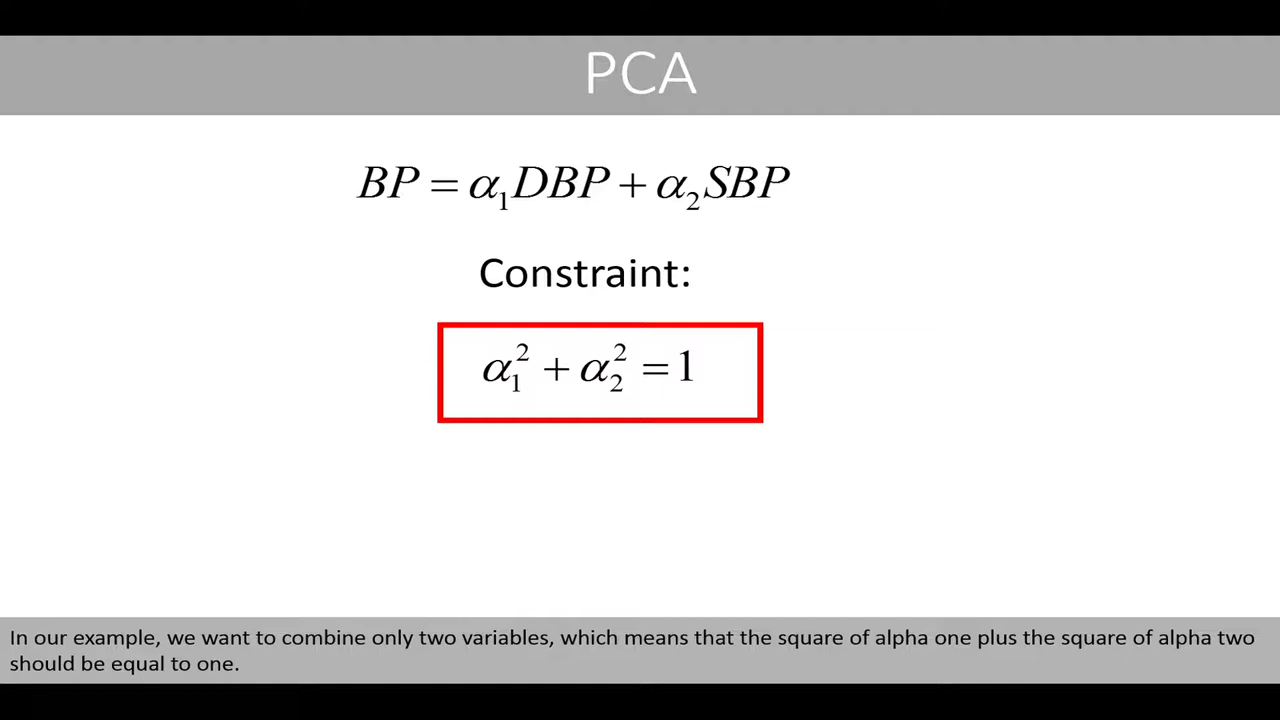 PCA
BP = α₁DBP + α₂SBP
Constraint:
α₁² + α₂² = 1
In our example, we want to combine only two variables, which means that the square of alpha one plus the square of alpha two
should be equal to one.